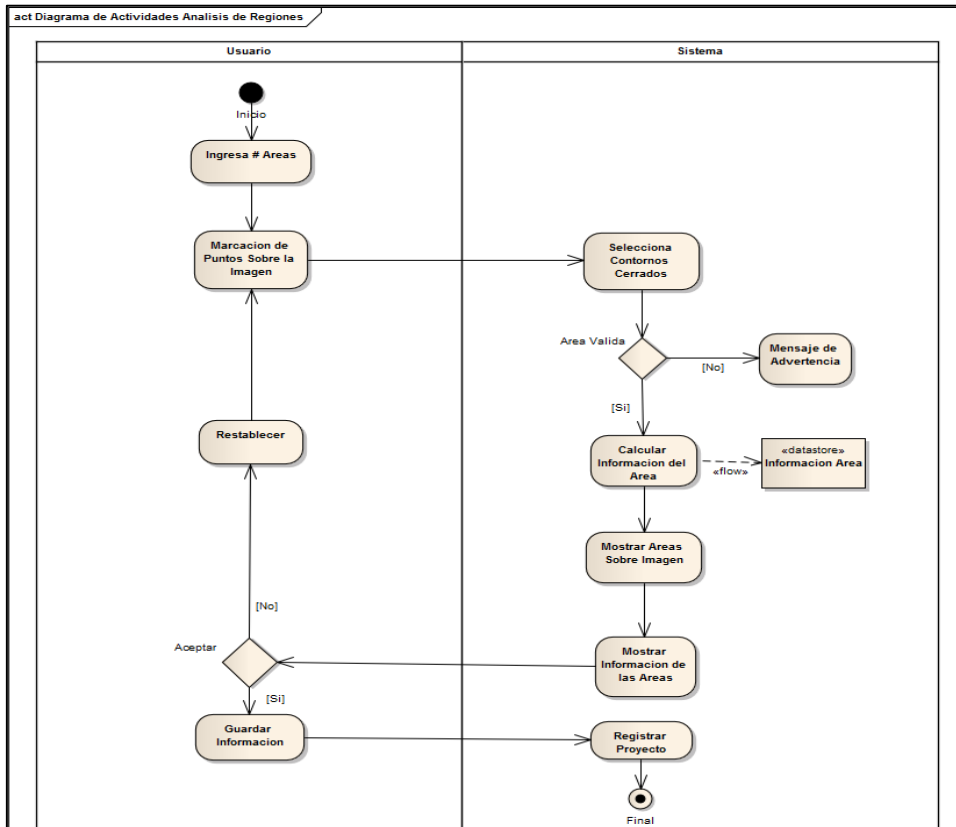 act Diagrama de Actividades Analisis de Regiones
Usuario
Sistema
Inicio
Ingresa # Areas
Marcacion de
Puntos Sobre la
Imagen
Selecciona
Contornos
Cerrados
Area Valida
[No]
Mensaje de
Advertencia
[Si]
Restablecer
Calcular
Informacion del
Area
«flow»
«datastore»
Informacion Area
Mostrar Areas
Sobre Imagen
[No]
Aceptar
Mostrar
Informacion de
las Areas
[Si]
Guardar
Informacion
Registrar
Proyecto
Final